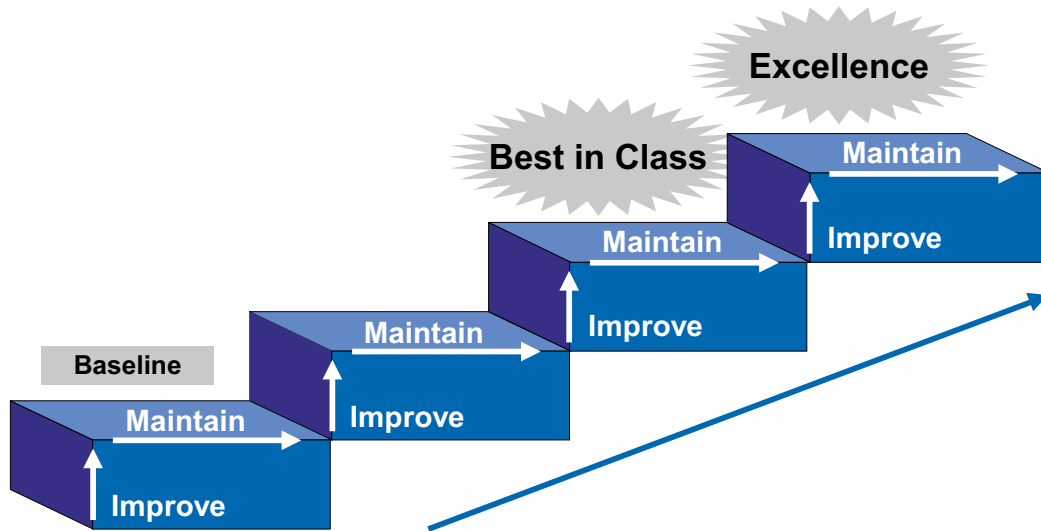 Excellence
Maintain
Best in Class
Improve
Maintain
Improve
Maintain
Baseline
Improve
Maintain
Improve